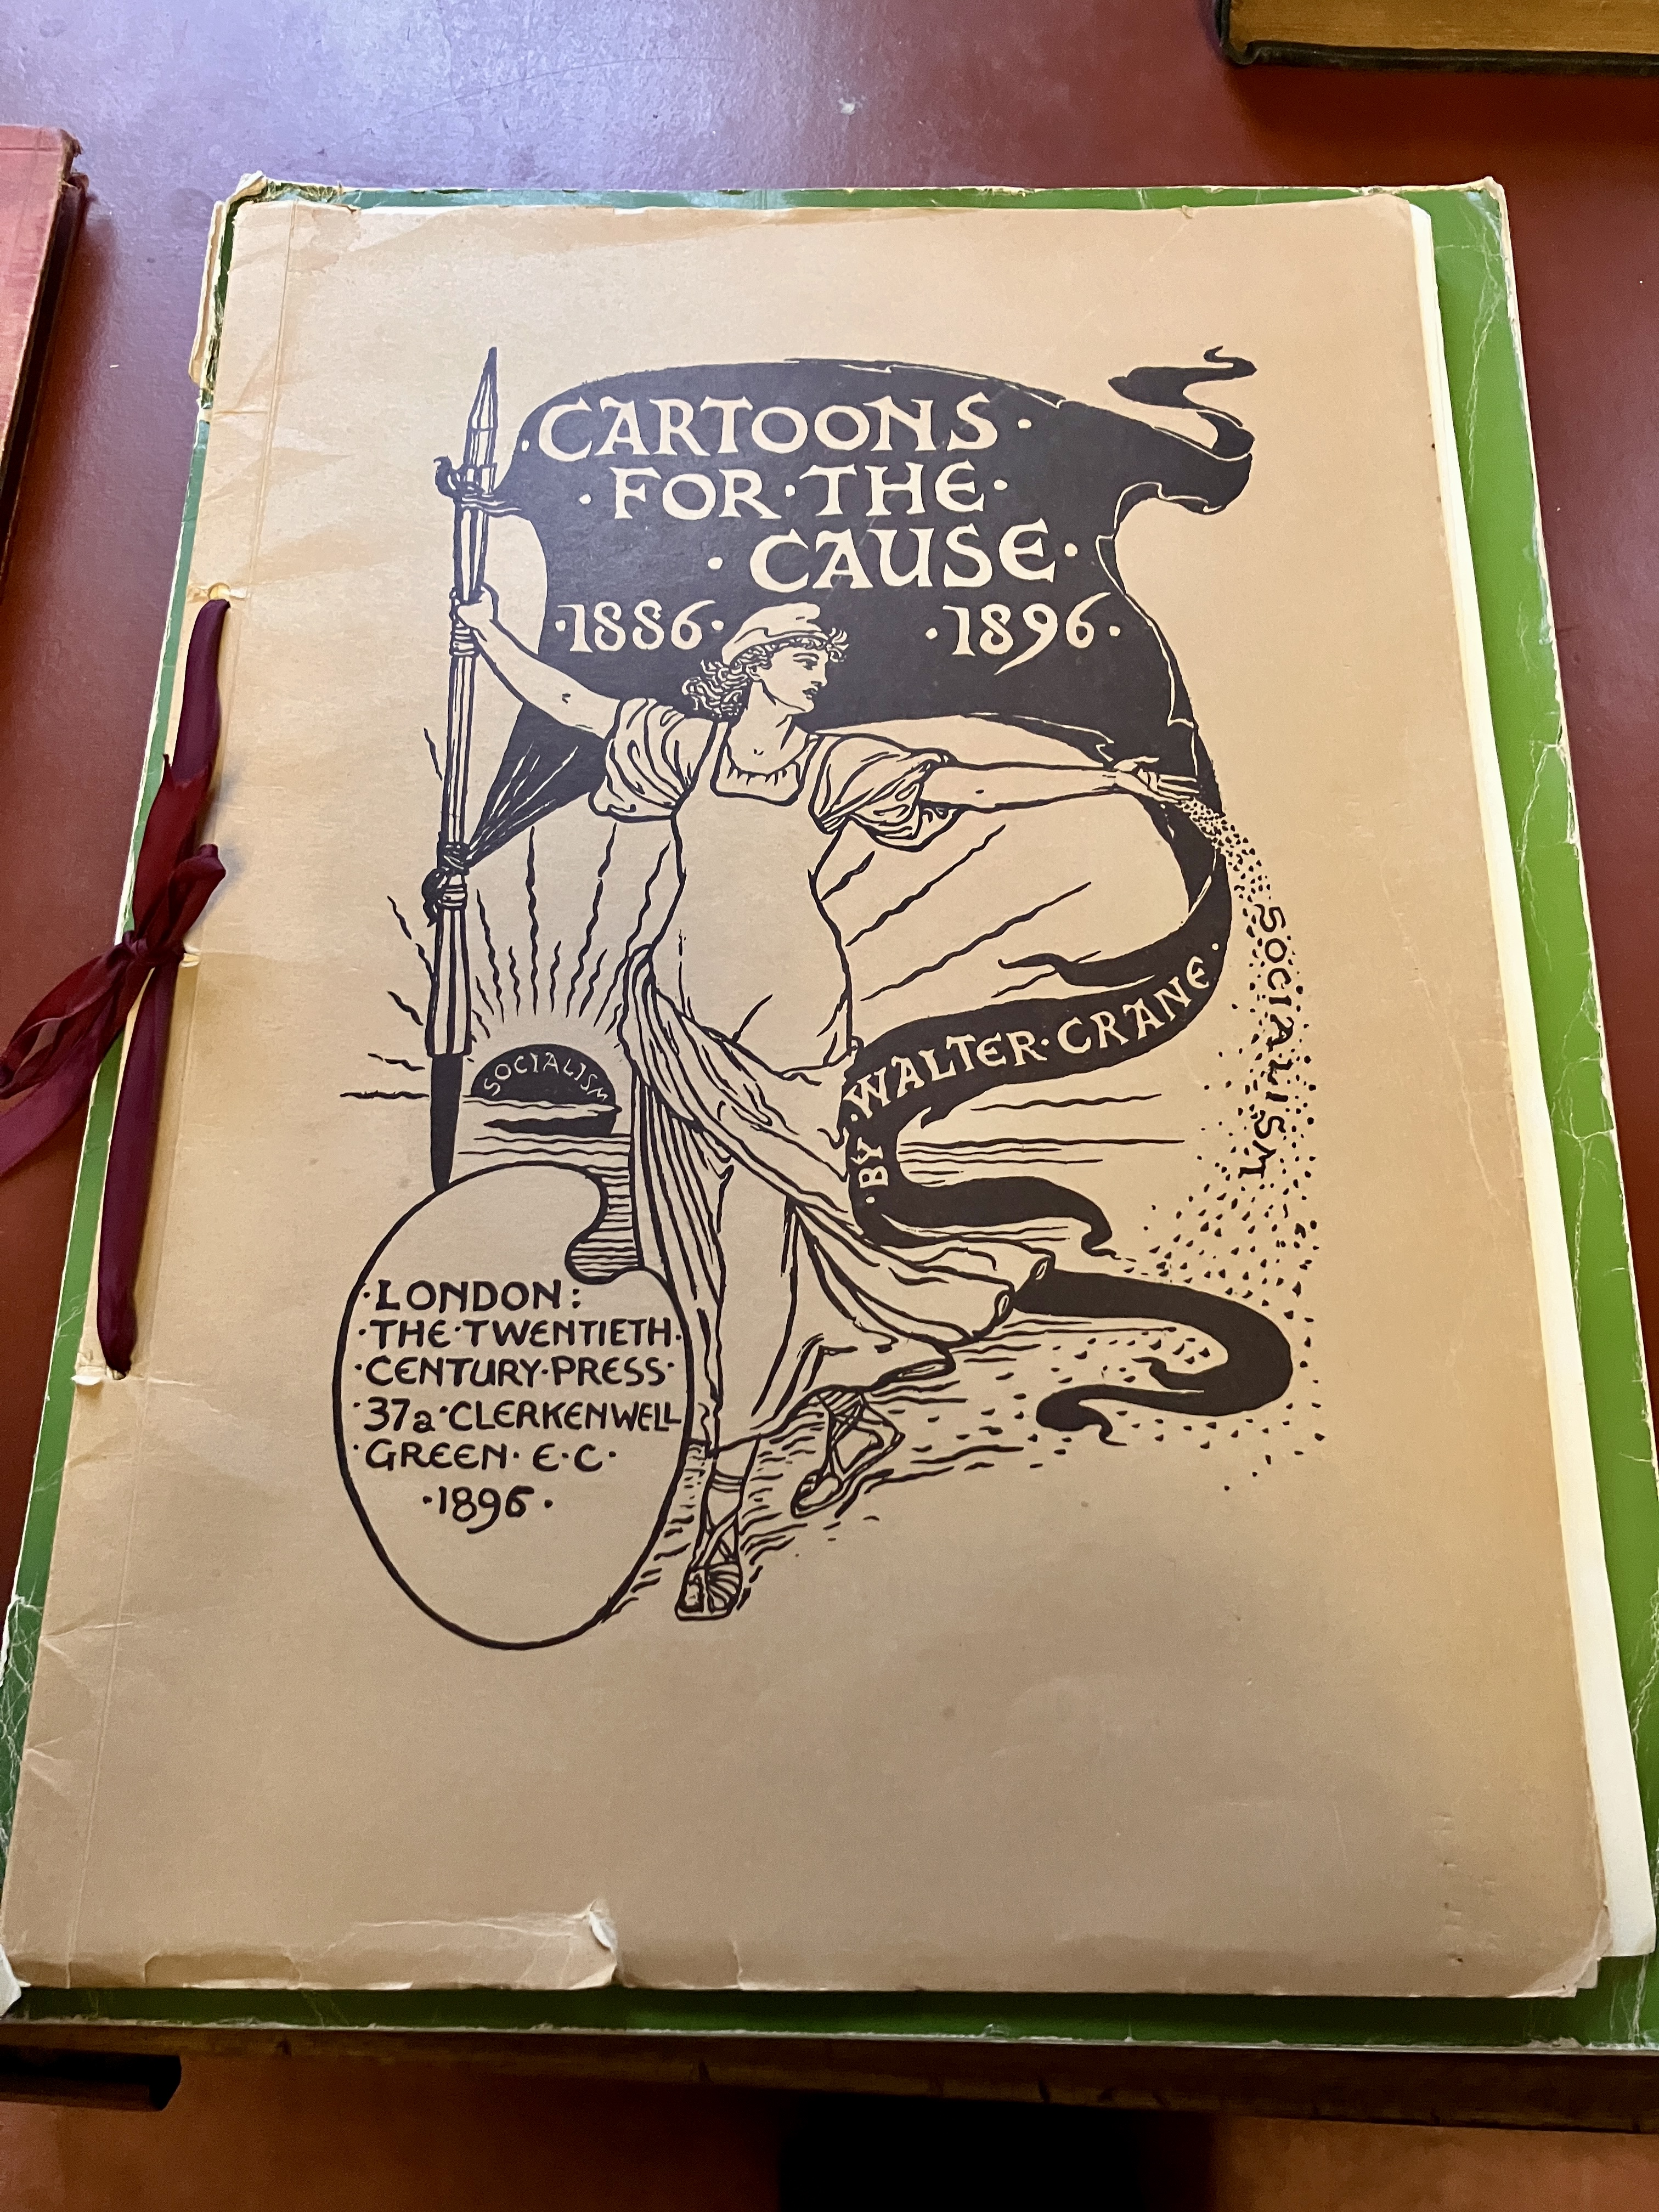 ·CARTOONS·
·FOR·THE·
·CAUSE·
·1886· ·1896·
SOCIALISM
·BY·WALTER·CRANE·
SOCIALISM
·LONDON:
·THE·TWENTIETH·
·CENTURY·PRESS·
·37a·CLERKENWELL
·GREEN·E·C·
·1896·